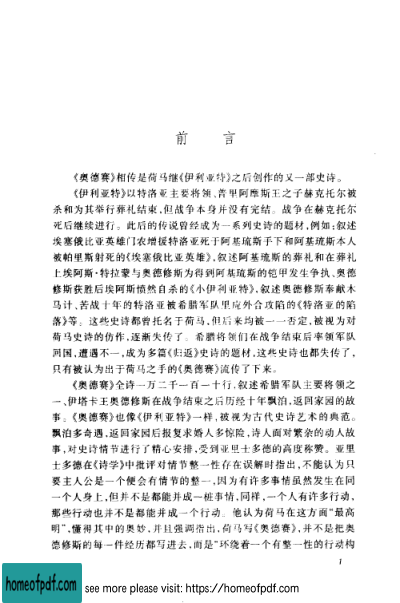 前 言
《奥德赛》相传是荷马继《伊利亚特》之后创作的又一部史诗。
《伊利亚特》以特洛亚主要将领、普里阿摩斯王之子赫克托尔被
杀和为其举行葬礼结束,但战争本身并没有完结。战争在赫克托尔
死后继续进行。此后的传说曾经成为一系列史诗的题材,例如:叙述
埃塞俄比亚英雄门农增援特洛亚死于阿基琉斯手下和阿基琉斯本人
被帕里斯射死的《埃塞俄比亚英雄》,叙述阿基琉斯的葬礼和在葬礼
上埃阿斯·特拉蒙与奥德修斯为得到阿基琉斯的铠甲发生争执、奥德
修斯获胜后埃阿斯愤然自杀的《小伊利亚特》,叙述奥德修斯奉献木
马计、苦战十年的特洛亚被希腊军队里应外合攻陷的《特洛亚的陷
落》等。这些史诗都曾托名于荷马,但后来均被一一否定,被视为对
荷马史诗的仿作,逐渐失传了。希腊将领们在战争结束后率领军队
回国,遭遇不一,成为多篇《归返》史诗的题材,这些史诗也都失传了,
只有被认为出于荷马之手的《奥德赛》流传了下来。
《奥德赛》全诗一万二千一百一十行,叙述希腊军队主要将领之
一、伊塔卡王奥德修斯在战争结束之后历经十年飘泊,返回家园的故
事。《奥德赛》也像《伊利亚特》一样,被视为古代史诗艺术的典范。
飘泊多奇遇,返回家园后报复求婚人多惊险,诗人面对繁杂的动人故
事,对史诗情节进行了精心安排,受到亚里士多德的高度称赞。亚里
士多德在《诗学》中批评对情节整一性存在误解时指出,不能认为只
要主人公是一个便会有情节的整一,因为有许多事情虽然发生在同
一个人身上,但并不是都能并成一桩事情,同样,一个人有许多行动,
那些行动也并不是都能并成一个行动。他认为荷马在这方面“最高
明”,懂得其中的奥妙,并且强调指出,荷马写《奥德赛》,并不是把奥
德修斯的每一件经历都写进去,而是“环绕着一个有整一性的行动构
1
homeofpdf.com
see more please visit: https://homeofpdf.com